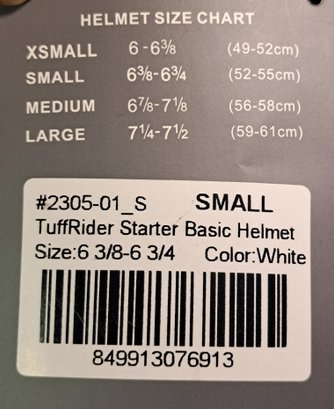 HELMET SIZE CHART
XSMALL 6 - 6⅜ (49-52cm)
SMALL 6⅜-6¾ (52-55cm)
MEDIUM 6⅞-7⅛ (56-58cm)
LARGE 7¼-7½ (59-61cm)
#2305-01_S SMALL
TuffRider Starter Basic Helmet
Size:6 3/8-6 3/4 Color:White
849913076913